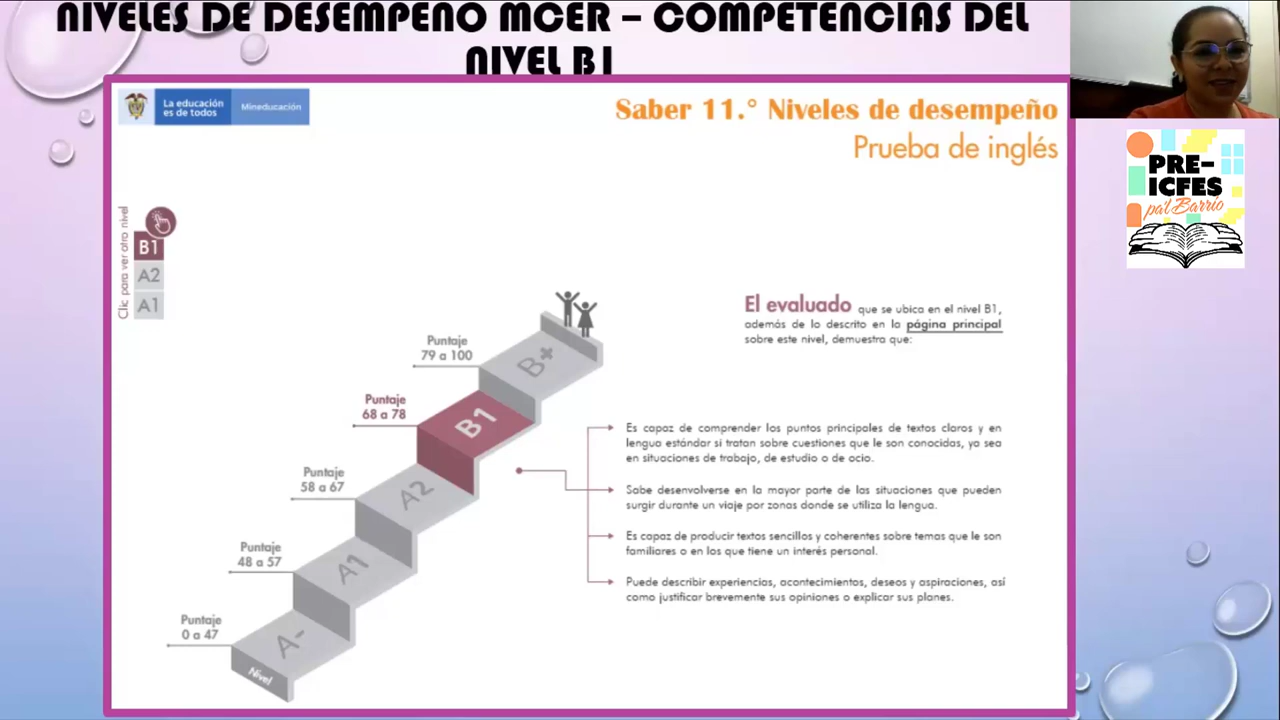 NIVELES DE DESEMPEÑO MCER – COMPETENCIAS DEL
NIVEL B1
La educación
es de todos
Mineducación
Saber 11.° Niveles de desempeño
Prueba de inglés
PRE-
ICFES
pa'l Barrio
Clic para ver otro nivel
B1
A2
A1
El evaluado que se ubica en el nivel B1,
además de lo descrito en la página principal
sobre este nivel, demuestra que:
Puntaje
79 a 100
B+
Puntaje
68 a 78
B1
Puntaje
58 a 67
A2
Puntaje
48 a 57
A1
Puntaje
0 a 47
A-
Nivel
Es capaz de comprender los puntos principales de textos claros y en
lengua estándar si tratan sobre cuestiones que le son conocidas, ya sea
en situaciones de trabajo, de estudio o de ocio.
Sabe desenvolverse en la mayor parte de las situaciones que pueden
surgir durante un viaje por zonas donde se utiliza la lengua.
Es capaz de producir textos sencillos y coherentes sobre temas que le son
familiares o en los que tiene un interés personal.
Puede describir experiencias, acontecimientos, deseos y aspiraciones, así
como justificar brevemente sus opiniones o explicar sus planes.